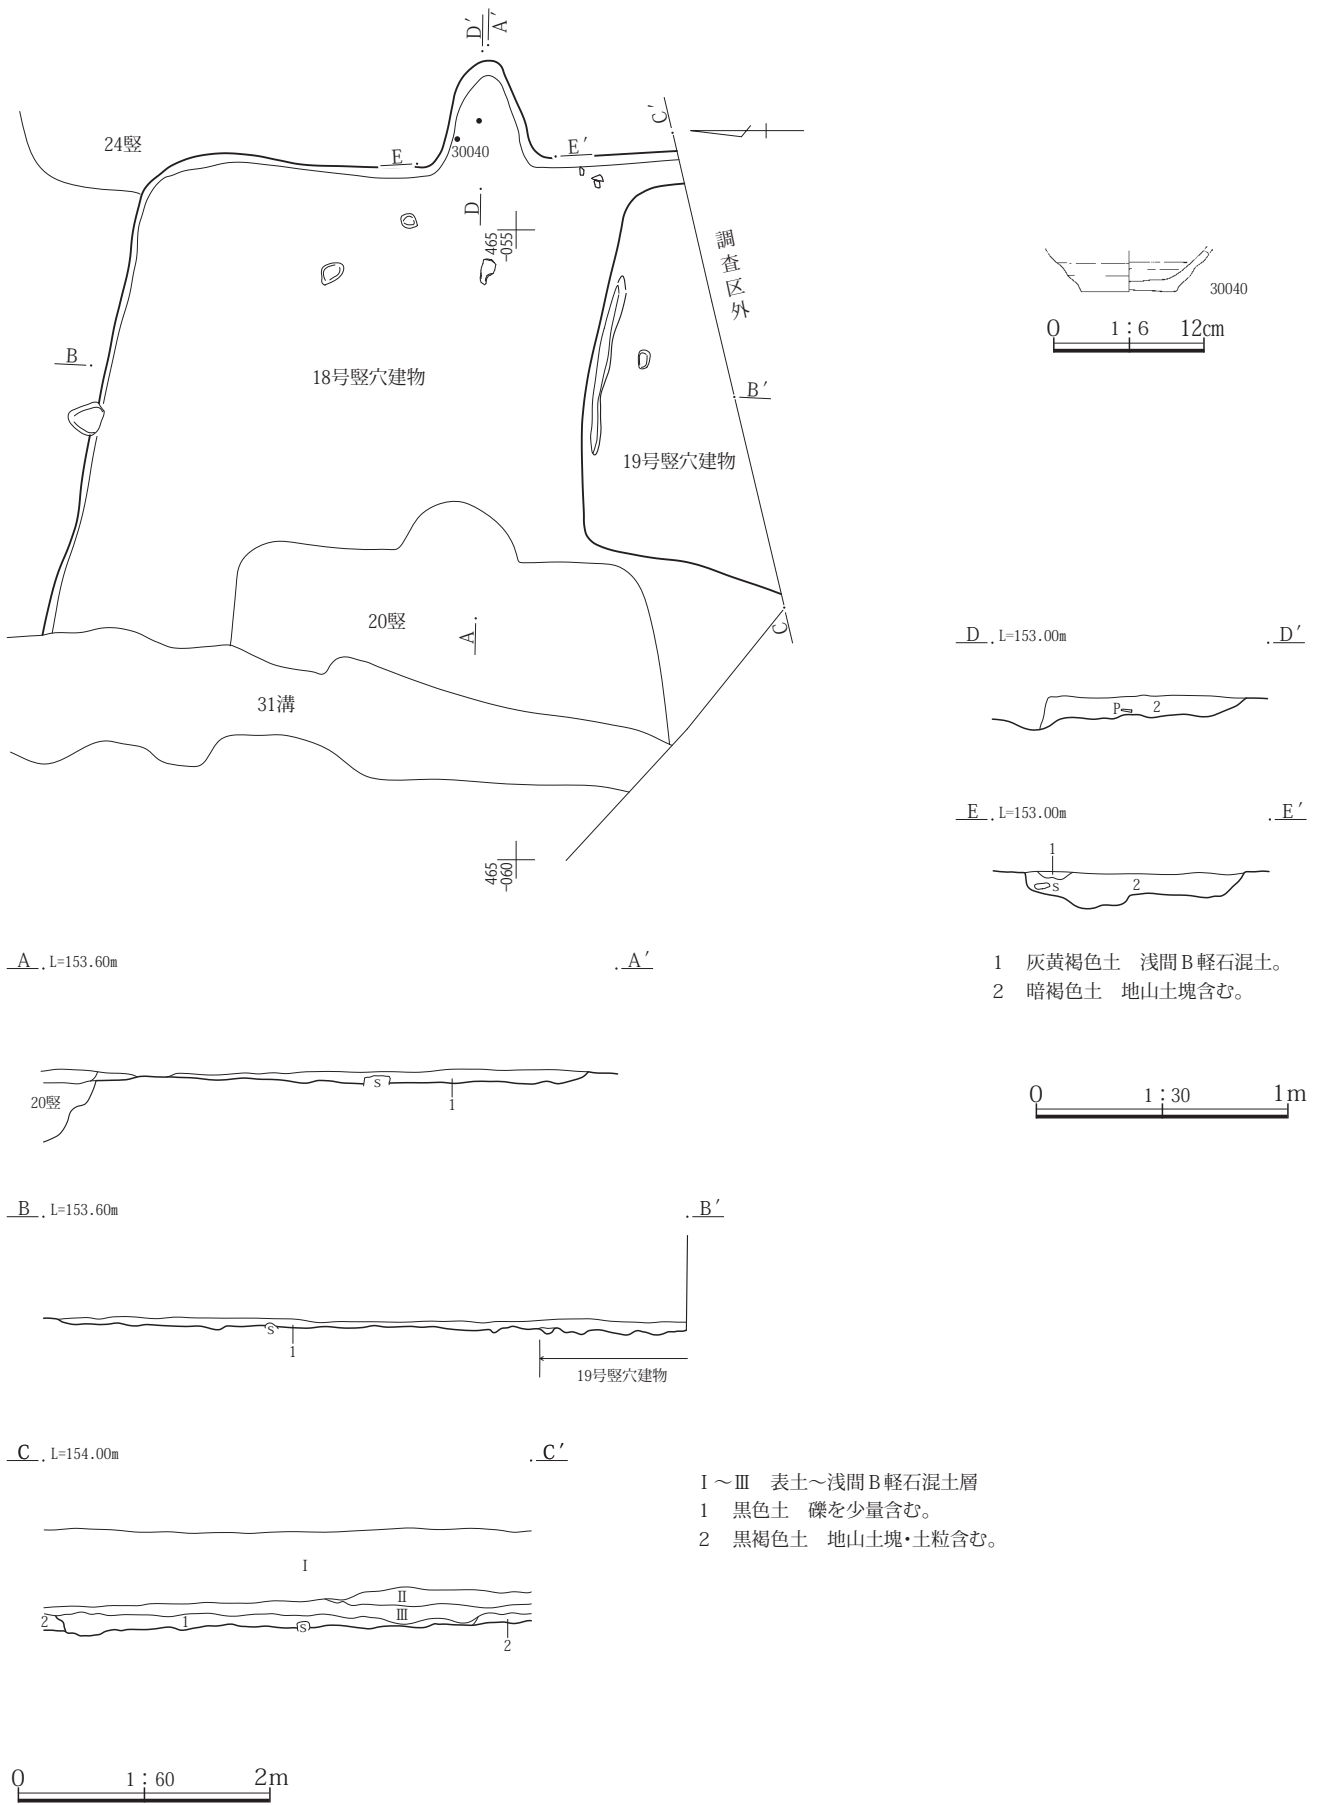 D′
A′
C′
24竪
E
30040
E′
D
465
-055
調査区外
B
18号竪穴建物
B′
19号竪穴建物
20竪
A
C
31溝
465
-060
30040
0 1:6 12cm
D L=153.00m D′
P 2
E L=153.00m E′
1
S 2
1 灰黄褐色土 浅間B軽石混土。
2 暗褐色土 地山土塊含む。
0 1:30 1m
A L=153.60m A′
S
20竪
1
B L=153.60m B′
S
1
19号竪穴建物
C L=154.00m C′
I
Ⅱ
Ⅲ
2 1 S
2
Ⅰ～Ⅲ 表土～浅間B軽石混土層
1 黒色土 礫を少量含む。
2 黒褐色土 地山土塊・土粒含む。
0 1:60 2m